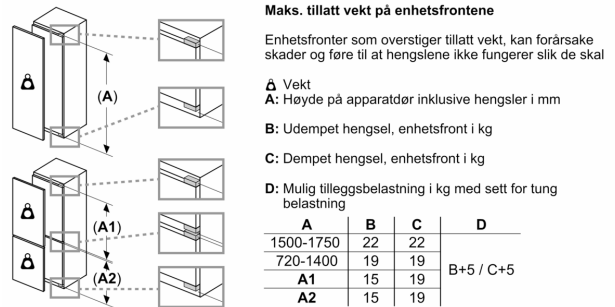 Maks. tillatt vekt på enhetsfrontene
Enhetsfronter som overstiger tillatt vekt, kan forårsake
skader og føre til at hengslene ikke fungerer slik de skal
Vekt
A: Høyde på apparatdør inklusive hengsler i mm
B: Udempet hengsel, enhetsfront i kg
C: Dempet hengsel, enhetsfront i kg
D: Mulig tilleggsbelastning i kg med sett for tung
belastning
A B C D
1500-1750 22 22
720-1400 19 19
B+5 / C+5
A1 15 19
A2 15 19
(A)
(A1)
(A2)